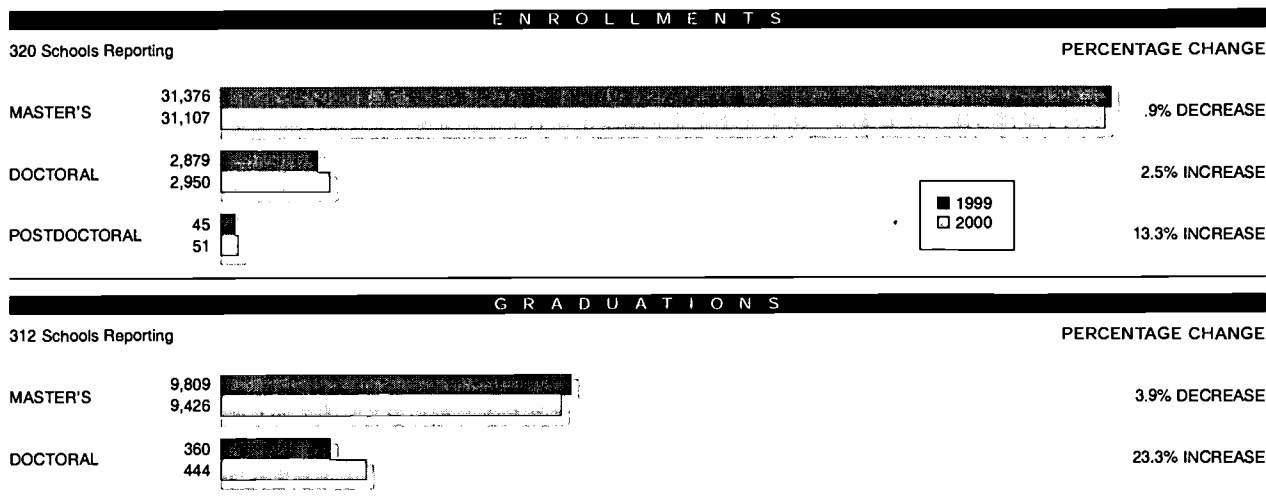 ENROLLMENTS
320 Schools Reporting PERCENTAGE CHANGE
MASTER'S 31,376 31,107 .9% DECREASE
DOCTORAL 2,879 2,950 2.5% INCREASE
1999
2000
POSTDOCTORAL 45 51 13.3% INCREASE
GRADUATIONS
312 Schools Reporting PERCENTAGE CHANGE
MASTER'S 9,809 9,426 3.9% DECREASE
DOCTORAL 360 444 23.3% INCREASE